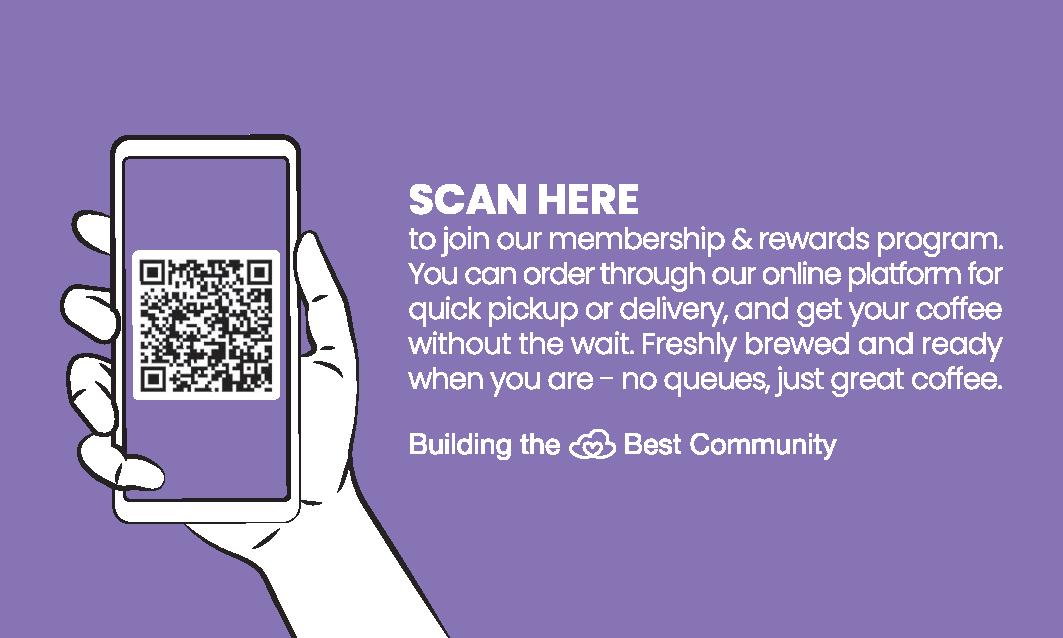 SCAN HERE
to join our membership & rewards program.
You can order through our online platform for
quick pickup or delivery, and get your coffee
without the wait. Freshly brewed and ready
when you are - no queues, just great coffee.
Building the Best Community